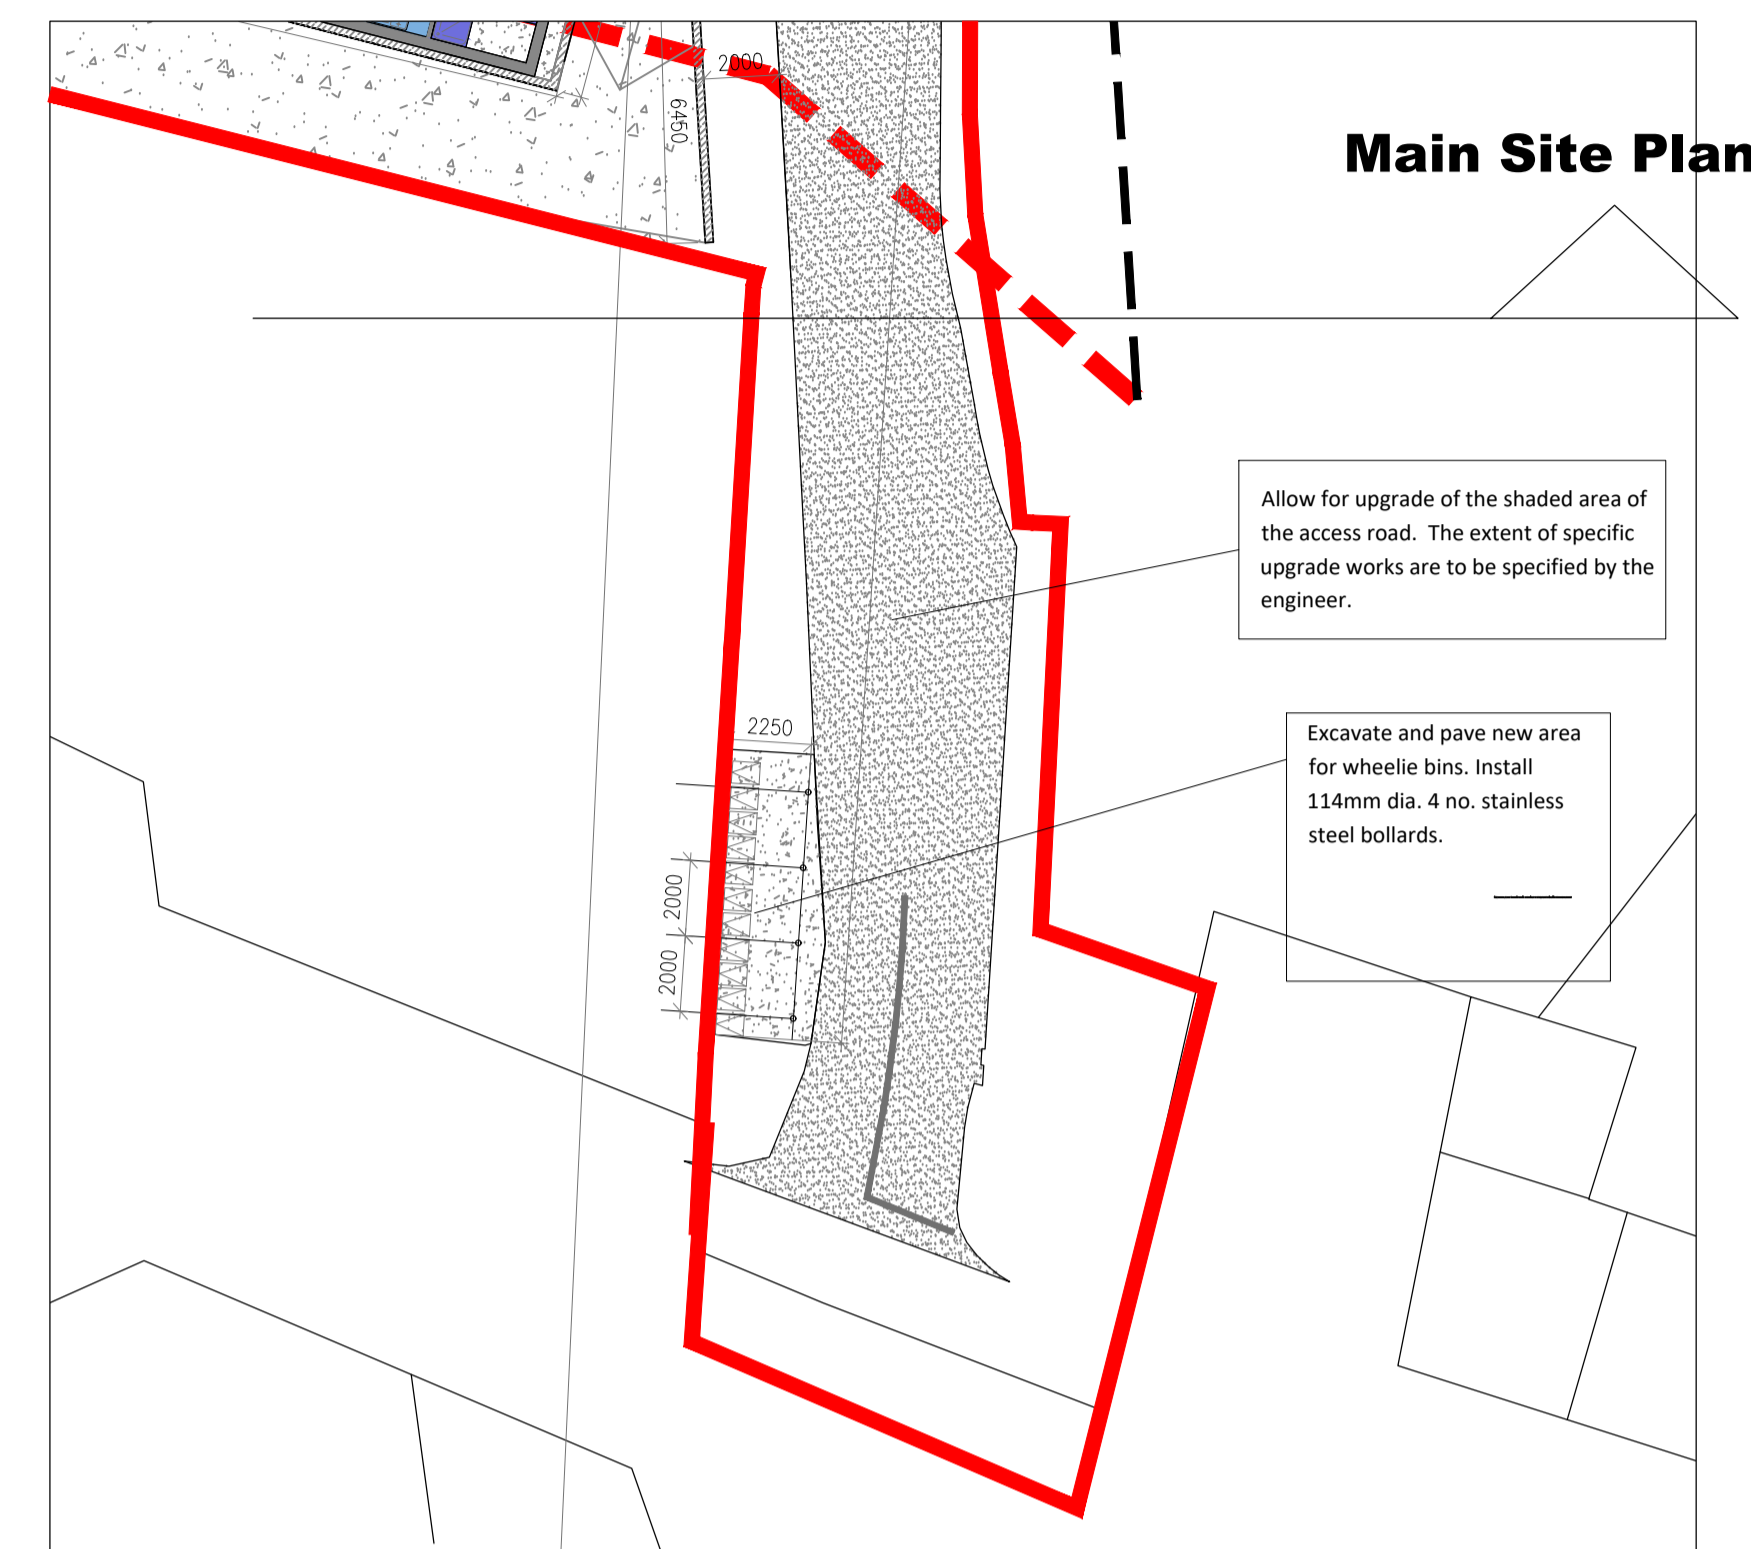 2000
6450
Main Site Plan
Allow for upgrade of the shaded area of
the access road. The extent of specific
upgrade works are to be specified by the
engineer.
2250
Excavate and pave new area
for wheelie bins. Install
114mm dia. 4 no. stainless
steel bollards.
2000
2000